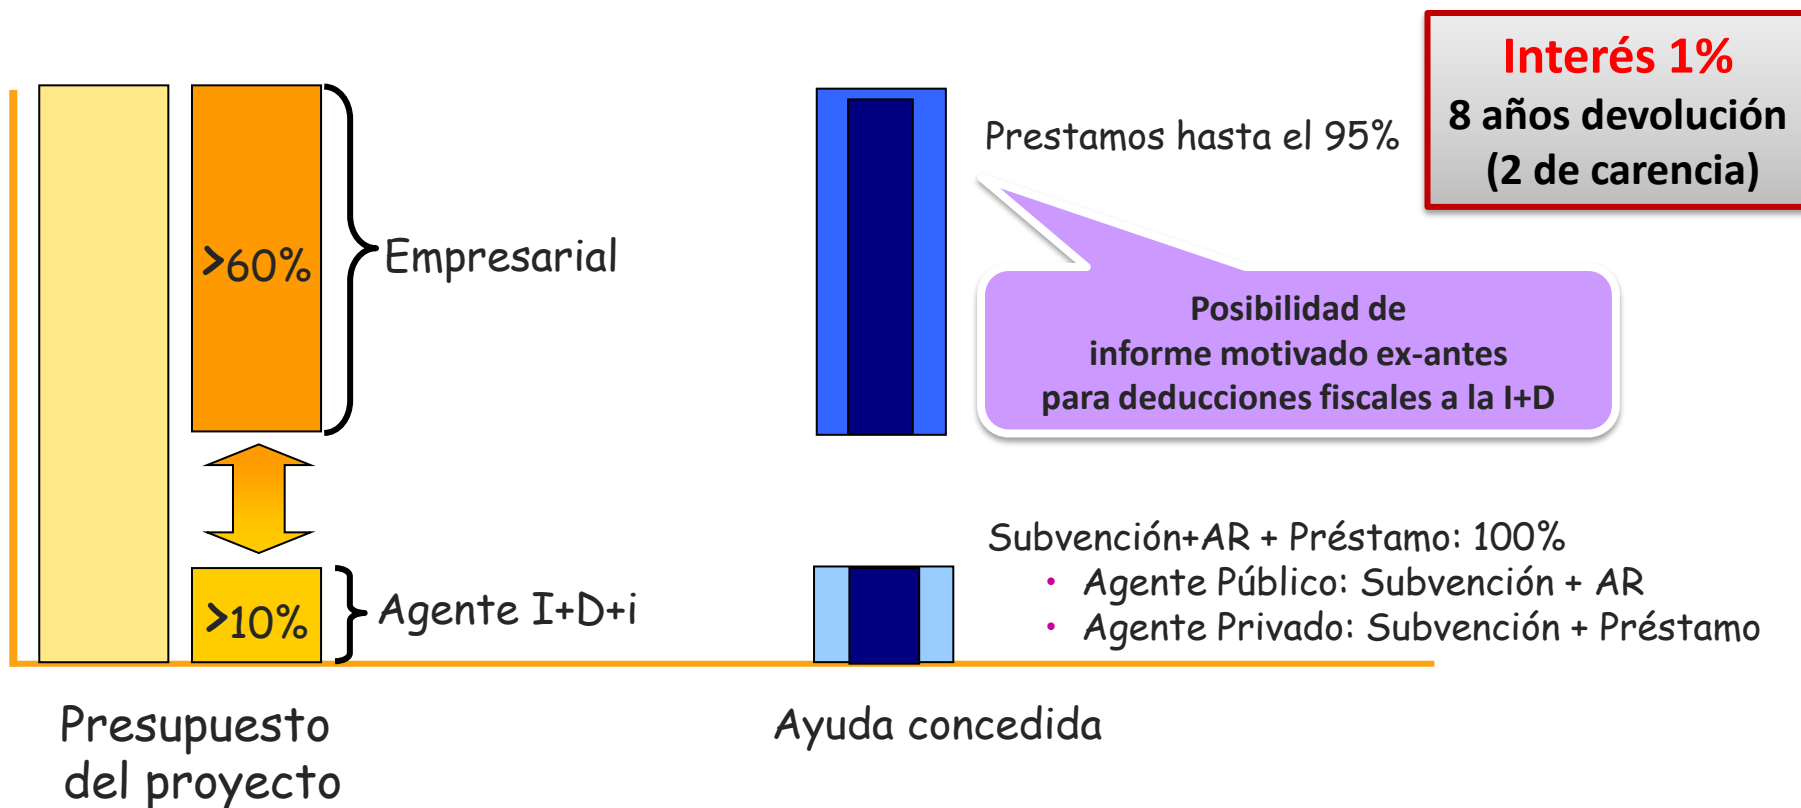 Interés 1%
8 años devolución
(2 de carencia)
Prestamos hasta el 95%
>60%
Empresarial
Posibilidad de
informe motivado ex-antes
para deducciones fiscales a la I+D
Subvención+AR + Préstamo: 100%
• Agente Público: Subvención + AR
• Agente Privado: Subvención + Préstamo
>10%
Agente I+D+i
Presupuesto
del proyecto
Ayuda concedida